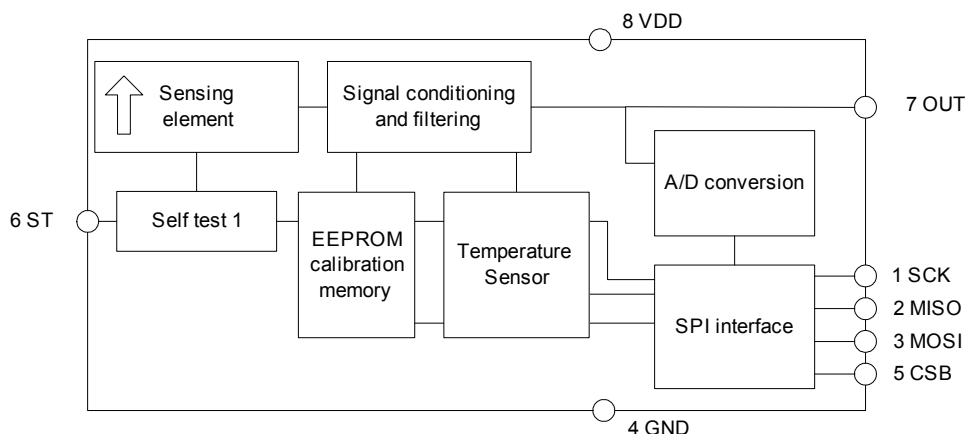 8 VDD
Sensing
element
Signal conditioning
and filtering
7 OUT
A/D conversion
6 ST
Self test 1
EEPROM
calibration
memory
Temperature
Sensor
SPI interface
1 SCK
2 MISO
3 MOSI
5 CSB
4 GND